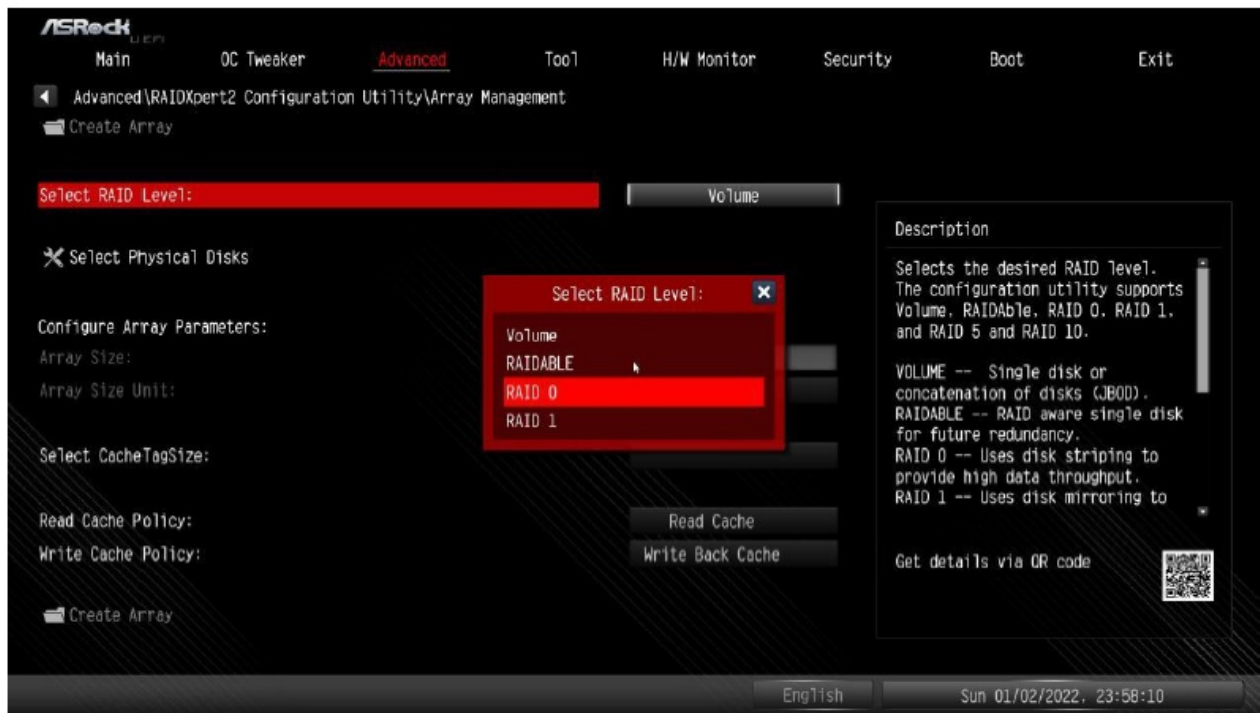 ASRock
UEFI
Main OC Tweaker Advanced Tool H/W Monitor Security Boot Exit
Advanced\RAIDXpert2 Configuration Utility\Array Management
Create Array
Select RAID Level: Volume
Select Physical Disks
Configure Array Parameters:
Array Size:
Array Size Unit:
Select CacheTagSize:
Read Cache Policy: Read Cache
Write Cache Policy: Write Back Cache
Create Array
Select RAID Level:
Volume
RAIDABLE
RAID 0
RAID 1
Description
Selects the desired RAID level.
The configuration utility supports
Volume, RAIDAble, RAID 0, RAID 1,
and RAID 5 and RAID 10.
VOLUME -- Single disk or
concatenation of disks (JBOD).
RAIDABLE -- RAID aware single disk
for future redundancy.
RAID 0 -- Uses disk striping to
provide high data throughput.
RAID 1 -- Uses disk mirroring to
Get details via QR code
English Sun 01/02/2022, 23:58:10